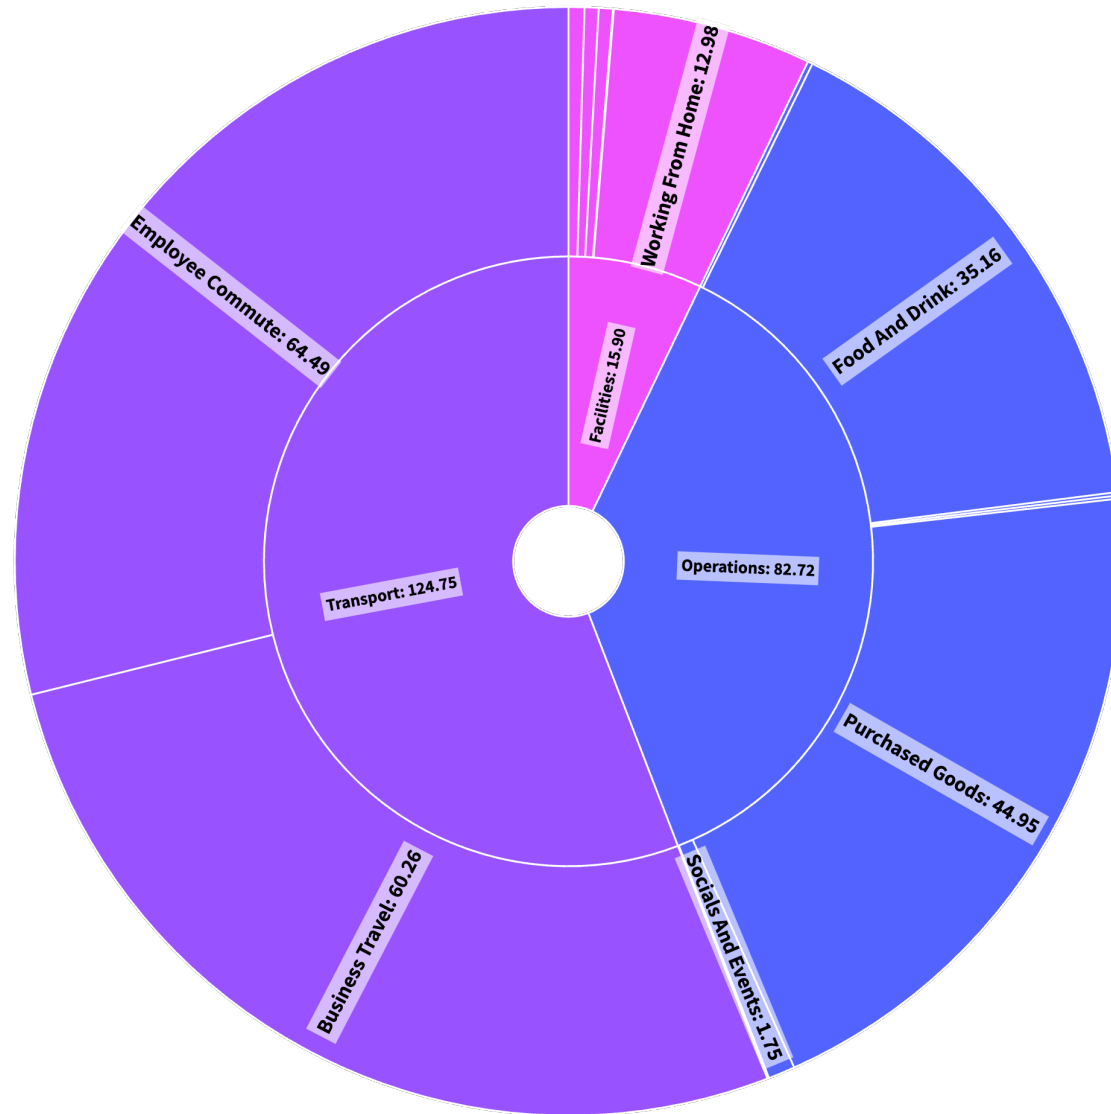 Working From Home: 12.98
Employee Commute: 64.49
Food And Drink: 35.16
Facilities: 15.90
Operations: 82.72
Transport: 124.75
Purchased Goods: 44.95
Business Travel: 60.26
Socials And Events: 1.75